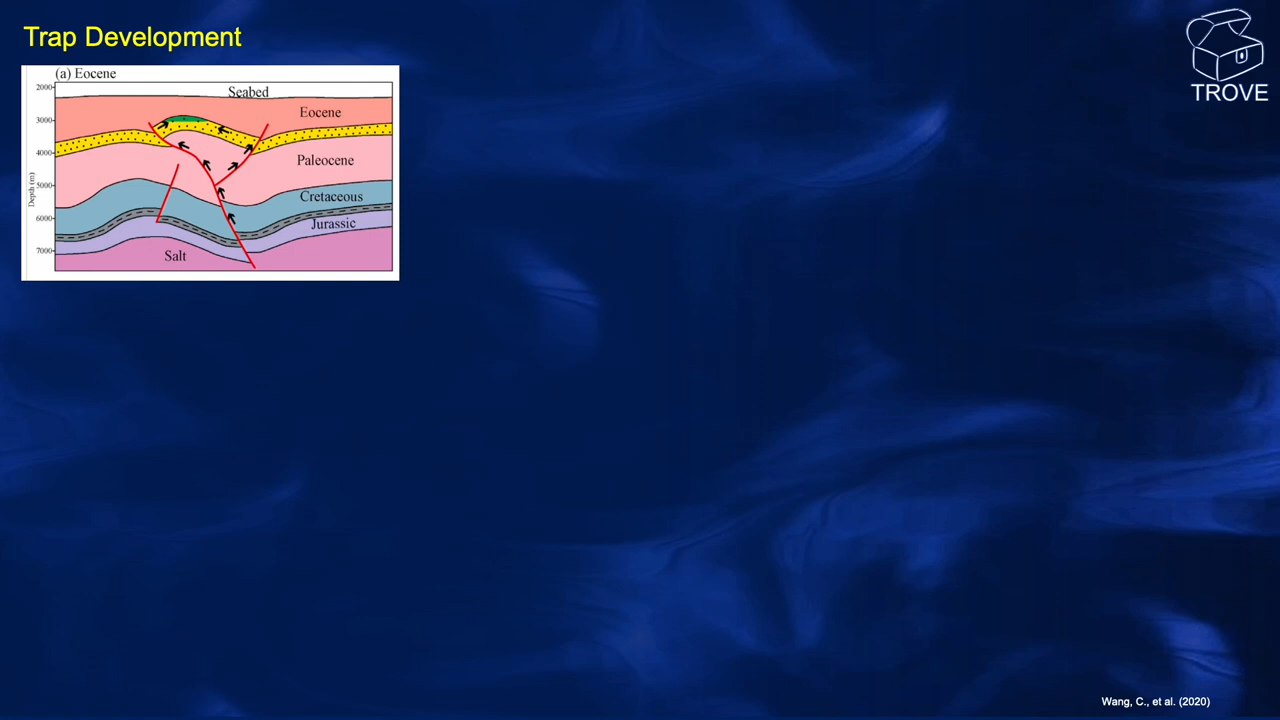 Trap Development
TROVE
(a) Eocene
Seabed
2000
Eocene
3000
4000
Paleocene
Depth (m)
5000
Cretaceous
6000
Jurassic
7000
Salt
Wang, C., et al. (2020)